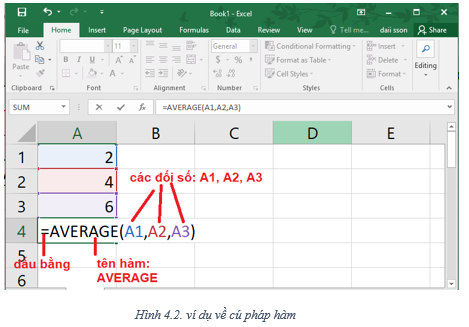 Book1 - Excel
File Home Insert Page Layout Formulas Data Review View Tell me... daii sson Share
Paste
11
B I U A
General
$ % ,
Conditional Formatting
Format as Table
Cell Styles
Insert
Delete
Format
Editing
Clipboard Font Alignment Number Styles Cells
SUM fx =AVERAGE(A1,A2,A3)
A B C D E
1 2
2 4 các đối số: A1, A2, A3
3 6
4 =AVERAGE(A1,A2,A3)
5 dấu bằng tên hàm:
6 AVERAGE
Hình 4.2. ví dụ về cú pháp hàm